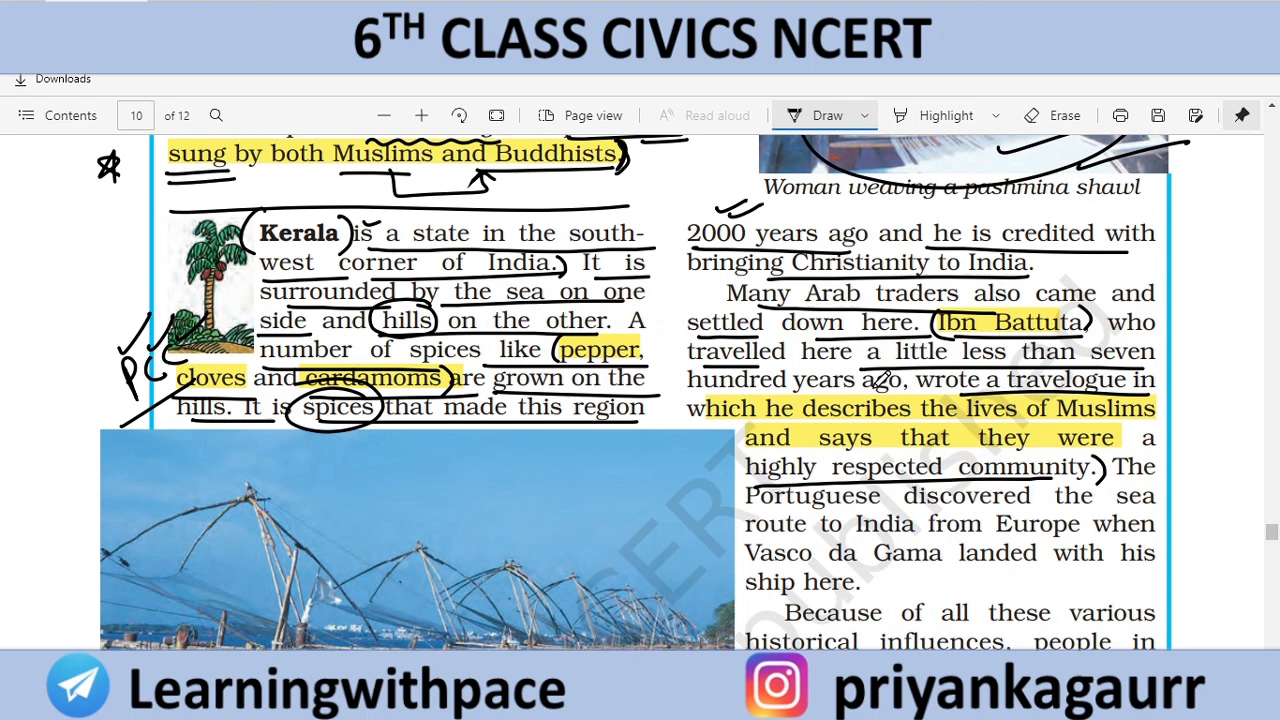 6TH CLASS CIVICS NCERT
Downloads
Contents 10 of 12 Page view Read aloud Draw Highlight Erase
sung by both Muslims and Buddhists.
Woman weaving a pashmina shawl
Kerala is a state in the south-
west corner of India. It is
surrounded by the sea on one
side and hills on the other. A
number of spices like pepper,
cloves and cardamoms are grown on the
hills. It is spices that made this region
PC
2000 years ago and he is credited with
bringing Christianity to India.
Many Arab traders also came and
settled down here. Ibn Battuta, who
travelled here a little less than seven
hundred years ago, wrote a travelogue in
which he describes the lives of Muslims
and says that they were a
highly respected community. The
Portuguese discovered the sea
route to India from Europe when
Vasco da Gama landed with his
ship here.
Because of all these various
historical influences, people in
Learningwithpace
priyankagaurr